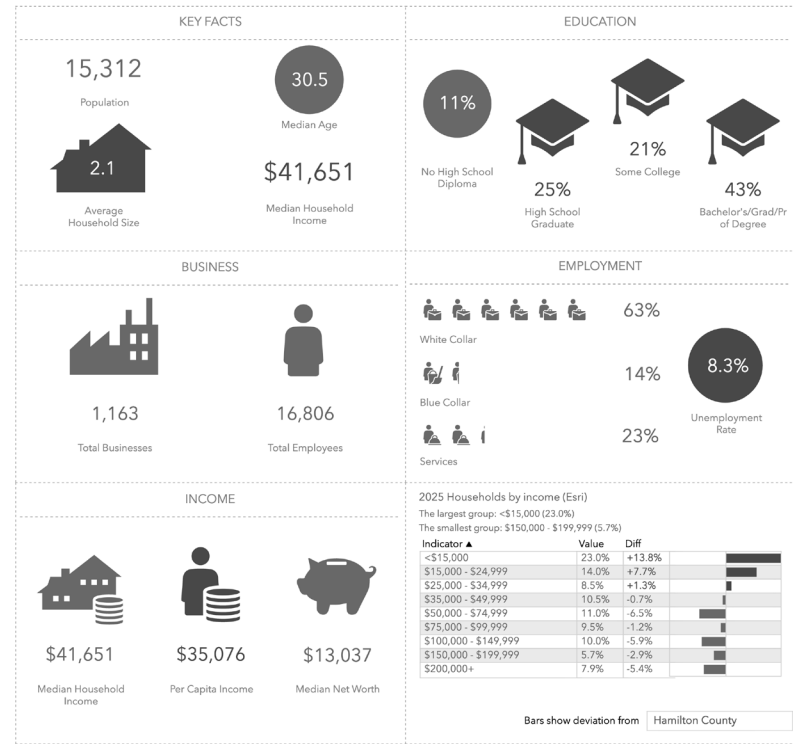 KEY FACTS
15,312
Population
30.5
Median Age
2.1
Average
Household Size
$41,651
Median Household
Income
EDUCATION
11%
No High School
Diploma
25%
High School
Graduate
21%
Some College
43%
Bachelor's/Grad/Pr
of Degree
BUSINESS
1,163
Total Businesses
16,806
Total Employees
EMPLOYMENT
63%
White Collar
14%
Blue Collar
23%
Services
8.3%
Unemployment
Rate
INCOME
$41,651
Median Household
Income
$35,076
Per Capita Income
$13,037
Median Net Worth
2025 Households by income (Esri)
The largest group: <$15,000 (23.0%)
The smallest group: $150,000 - $199,999 (5.7%)
Indicator ▲ Value Diff
<$15,000 23.0% +13.8%
$15,000 - $24,999 14.0% +7.7%
$25,000 - $34,999 8.5% +1.3%
$35,000 - $49,999 10.5% -0.7%
$50,000 - $74,999 11.0% -6.5%
$75,000 - $99,999 9.5% -1.2%
$100,000 - $149,999 10.0% -5.9%
$150,000 - $199,999 5.7% -2.9%
$200,000+ 7.9% -5.4%
Bars show deviation from Hamilton County